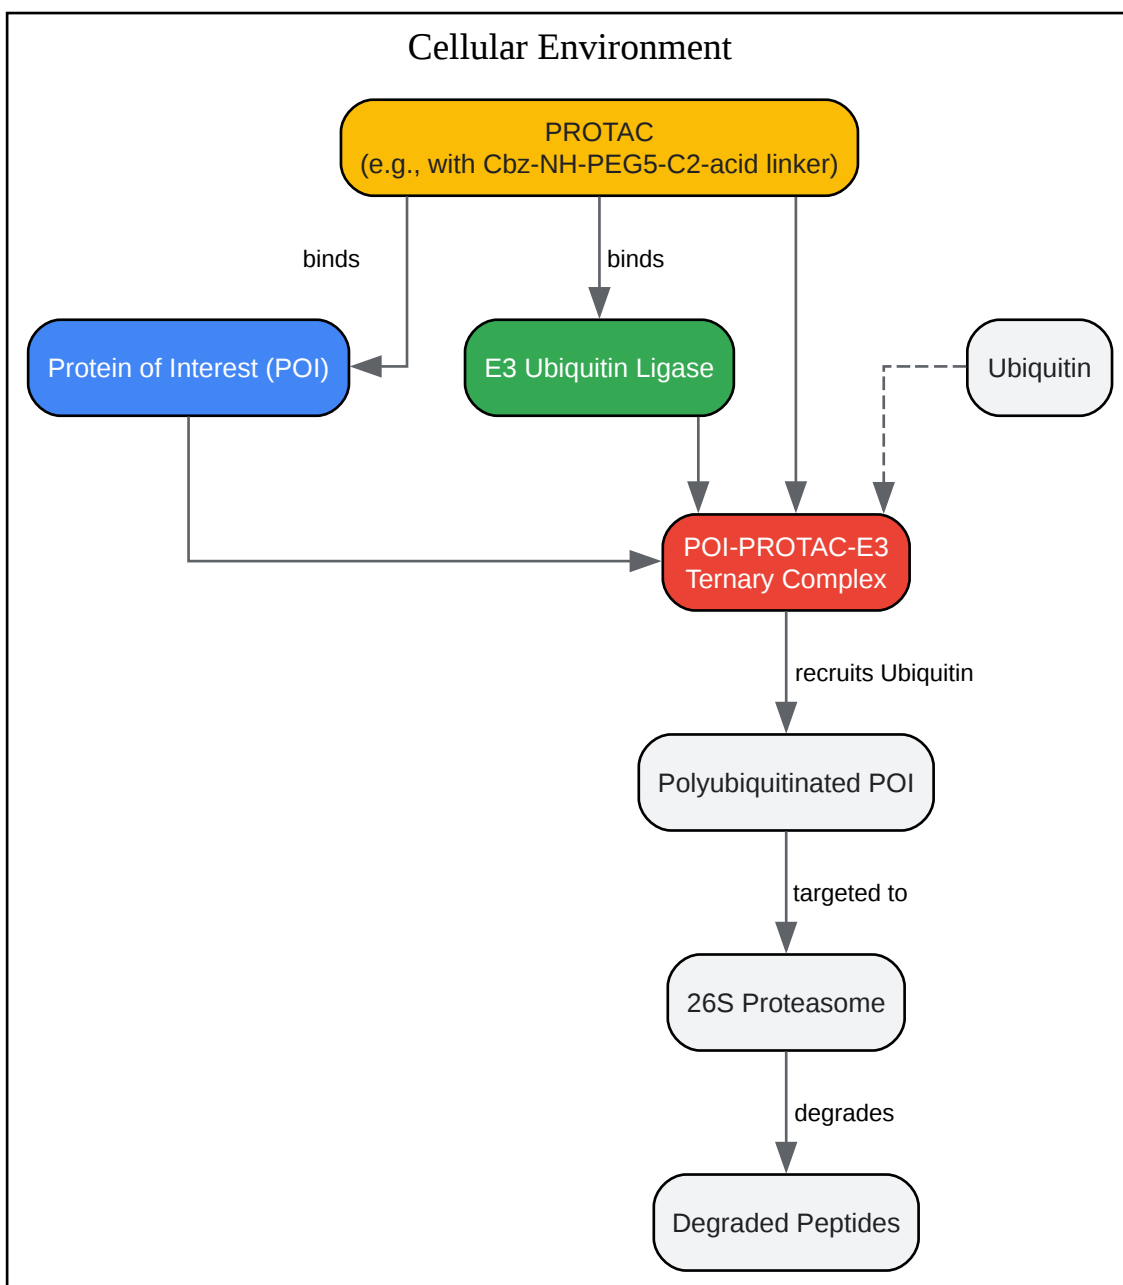 Cellular Environment
PROTAC
(e.g., with Cbz-NH-PEG5-C2-acid linker)
binds
binds
Protein of Interest (POI)
E3 Ubiquitin Ligase
Ubiquitin
POI-PROTAC-E3
Ternary Complex
recruits Ubiquitin
Polyubiquitinated POI
targeted to
26S Proteasome
degrades
Degraded Peptides